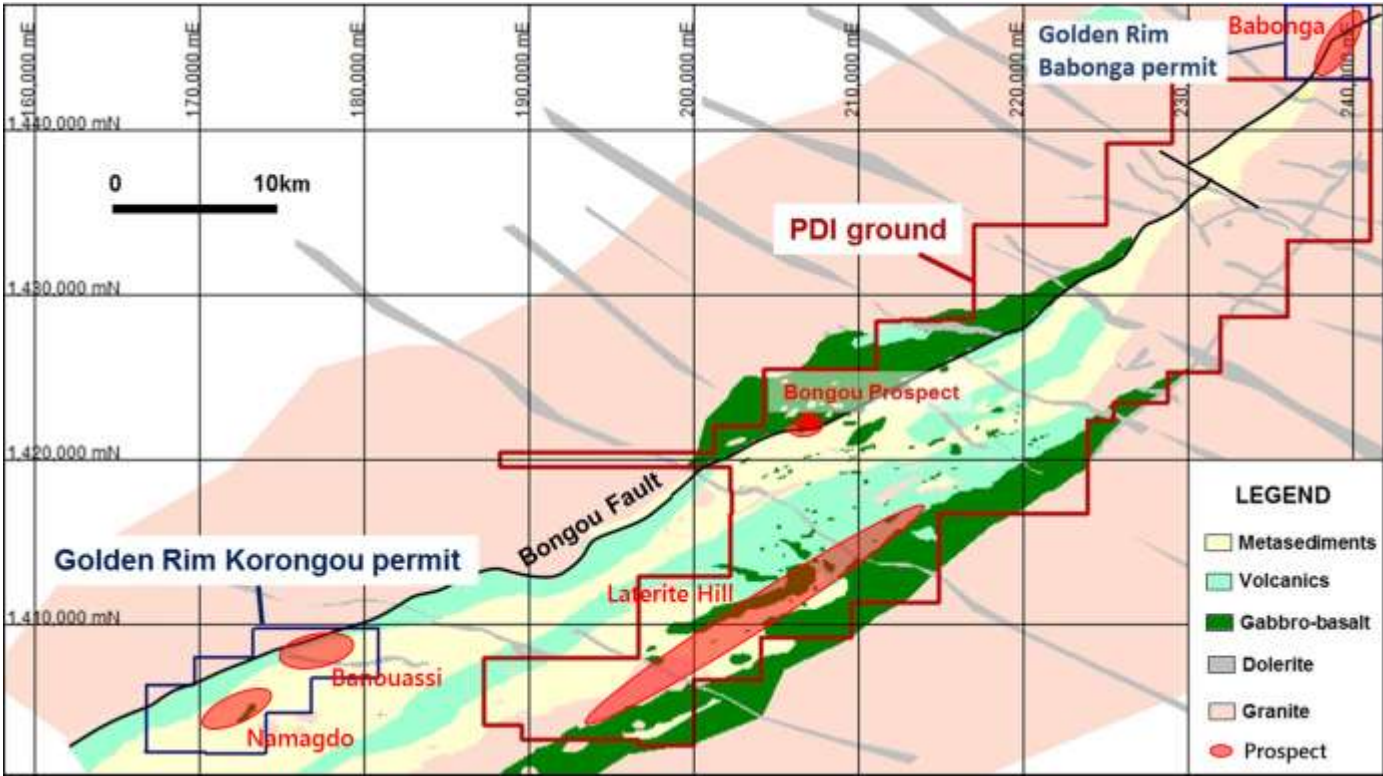 160,000 mE
170,000 mE
180,000 mE
190,000 mE
200,000 mE
210,000 mE
220,000 mE
230,
240,000 mE
Babonga
Golden Rim
Babonga permit
1,440,000 mN
0 10km
PDI ground
1,430,000 mN
Bongou Prospect
1,420,000 mN
Bongou Fault
Golden Rim Korongou permit
Laterite Hill
1,410,000 mN
Banouassi
Namagdo
LEGEND
Metasediments
Volcanics
Gabbro-basalt
Dolerite
Granite
Prospect